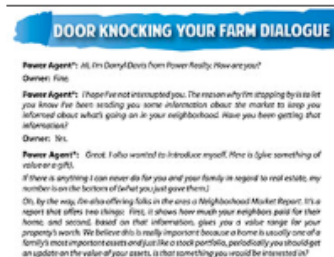 DOOR KNOCKING YOUR FARM DIALOGUE
Power Agent®: Hi, I'm Darryl Davis from Power Realty. How are you?
Owner: Fine.
Power Agent®: I hope I've not interrupted you. The reason why I'm stopping by is to let
you know I've been sending you some information about the market to keep you
informed about what's going on in your neighborhood. Have you been getting that
information?
Owner: Yes.
Power Agent®: Great. I also wanted to introduce myself. Here is (give something of
value or a gift).
If there is anything I can ever do for you and your family in regard to real estate, my
number is on the bottom of (what you just gave them.)
Oh, by the way, I'm also offering folks in the area a Neighborhood Market Report. It's a
report that offers two things: First, it shows how much your neighbors paid for their
home, and second, based on that information, gives you a value range for your
property's worth. We believe this is really important because a home is usually one of a
family's most important assets and just like a stock portfolio, periodically you should get
an update on the value of your assets. Is that something you would be interested in?